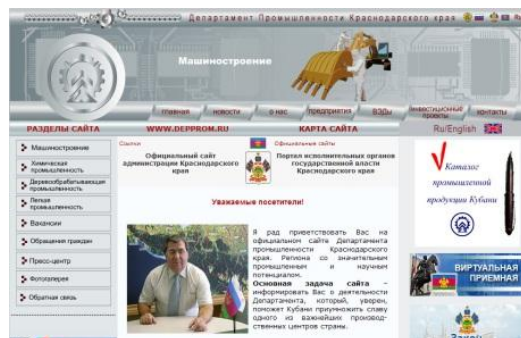 Департамент Промышленности Краснодарского края
Машиностроение
главная
новости
о нас
предприятия
ВЭДы
инвестиционные
проекты
контакты
РАЗДЕЛЫ САЙТА
WWW.DEPPROM.RU
КАРТА САЙТА
Ru/English
Машиностроение
Химическая
промышленность
Деревообрабатывающая
промышленность
Легкая
промышленность
Вакансии
Обращения граждан
Пресс-центр
Фотогалерея
Обратная связь
Ссылки
Официальные сайты
Официальный сайт
администрации Краснодарского
края
Портал исполнительных органов
государственной власти
Краснодарского края
Уважаемые посетители!
Я рад приветствовать Вас на
официальном сайте Департамента
промышленности Краснодарского
края. Региона со значительным
промышленным и научным
потенциалом.
Основная задача сайта –
информировать Вас о деятельности
Департамента, который, уверен,
поможет Кубани приумножить славу
одного из важнейших производ-
ственных центров страны.
Каталог
промышленной
продукции Кубани
ВИРТУАЛЬНАЯ
ПРИЕМНАЯ
Закон